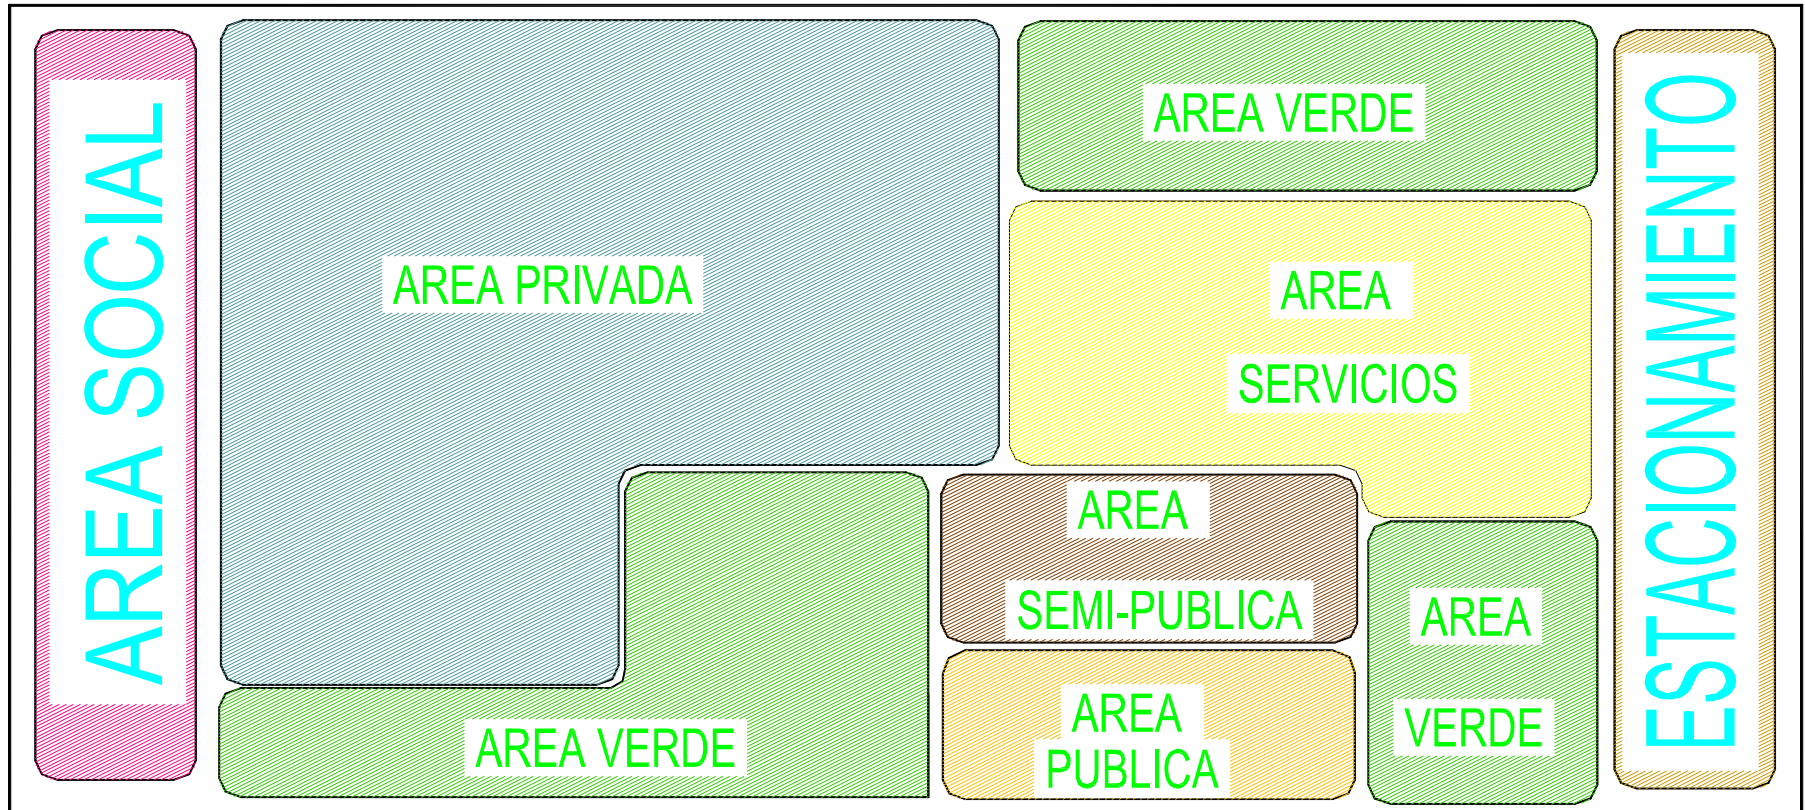 AREA SOCIAL
AREA PRIVADA
AREA VERDE
AREA
SERVICIOS
ESTACIONAMIENTO
AREA
SEMI-PUBLICA
AREA
VERDE
AREA
PUBLICA
AREA VERDE